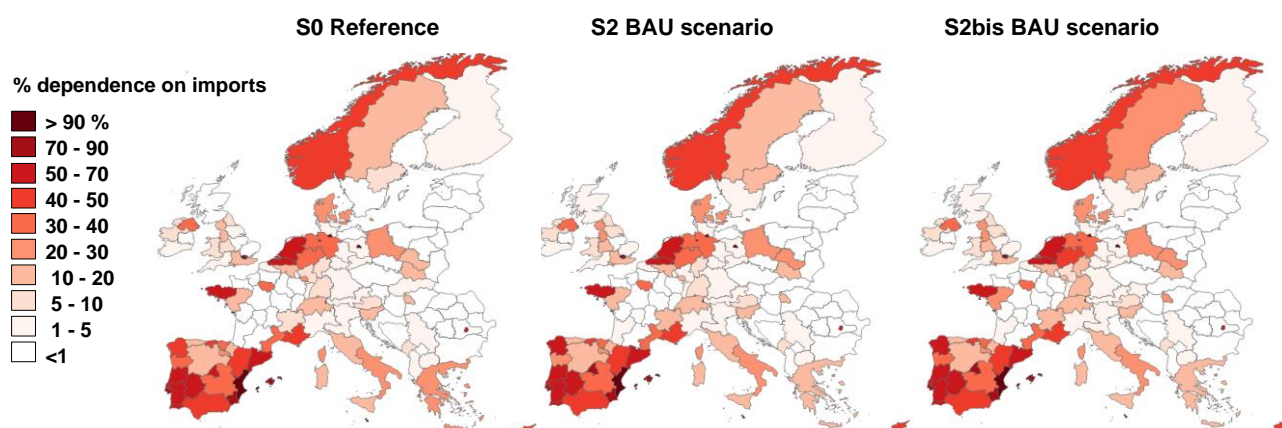 S0 Reference
S2 BAU scenario
S2bis BAU scenario
% dependence on imports
> 90 %
70 - 90
50 - 70
40 - 50
30 - 40
20 - 30
10 - 20
5 - 10
1 - 5
<1